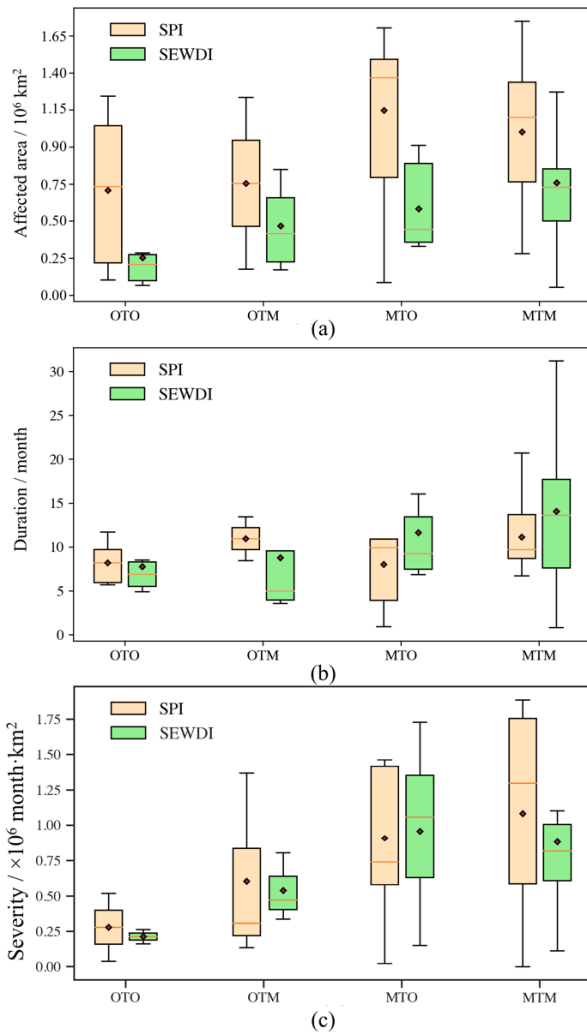 Affected area / 10⁶ km²
1.65
1.40
1.15
0.90
0.75
0.50
0.25
0.00
SPI
SEWDI
OTO OTM MTO MTM
(a)
Duration / month
30
25
20
15
10
5
0
SPI
SEWDI
OTO OTM MTO MTM
(b)
Severity / ×10⁶ month·km²
1.75
1.50
1.25
1.00
0.75
0.50
0.25
0.00
SPI
SEWDI
OTO OTM MTO MTM
(c)